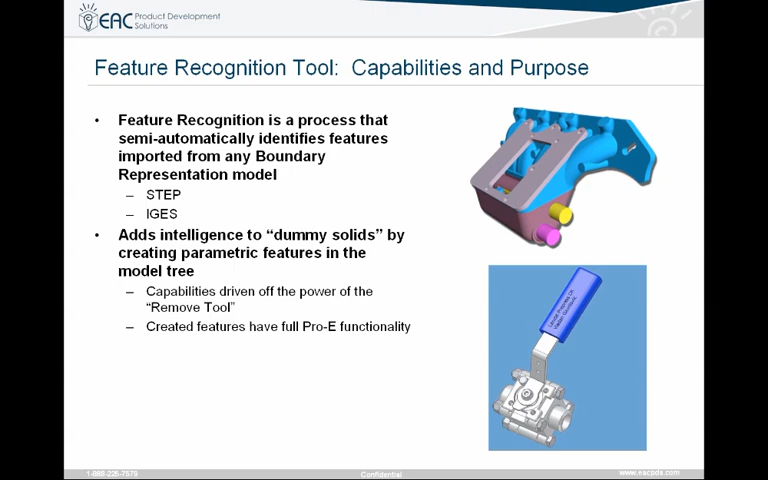 EAC Product Development
Solutions
Feature Recognition Tool: Capabilities and Purpose
• Feature Recognition is a process that
semi-automatically identifies features
imported from any Boundary
Representation model
– STEP
– IGES
• Adds intelligence to “dummy solids” by
creating parametric features in the
model tree
– Capabilities driven off the power of the
“Remove Tool”
– Created features have full Pro-E functionality
1-888-225-7579
Confidential
www.eacpds.com